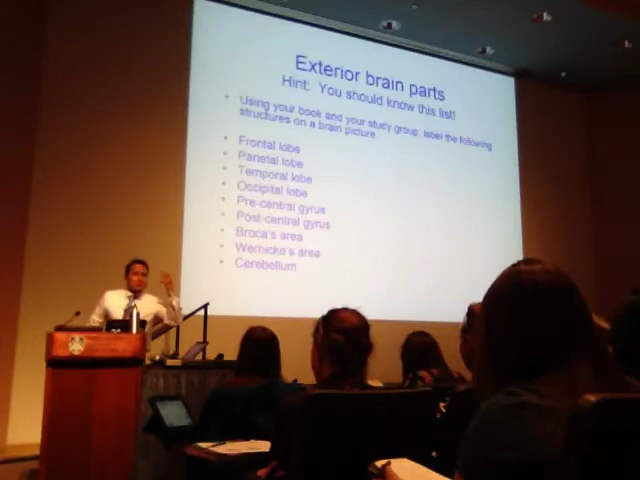 Exterior brain parts
Hint: You should know this list!
• Using your book and your study group, label the following
structures on a brain picture.
• Frontal lobe
• Parietal lobe
• Temporal lobe
• Occipital lobe
• Pre-central gyrus
• Post-central gyrus
• Broca's area
• Wernicke's area
• Cerebellum